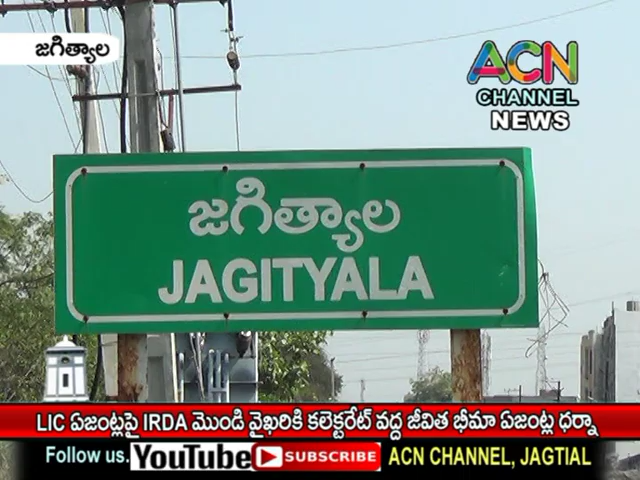 జగిత్యాల
ACN
CHANNEL
NEWS
జగిత్యాల
JAGITYALA
LIC ఏజంట్లపై IRDA మొండి వైఖరికి కలెక్టరేట్ వద్ద జీవిత భీమా ఏజంట్ల ధర్నా
Follow us. YouTube SUBSCRIBE ACN CHANNEL, JAGTIAL